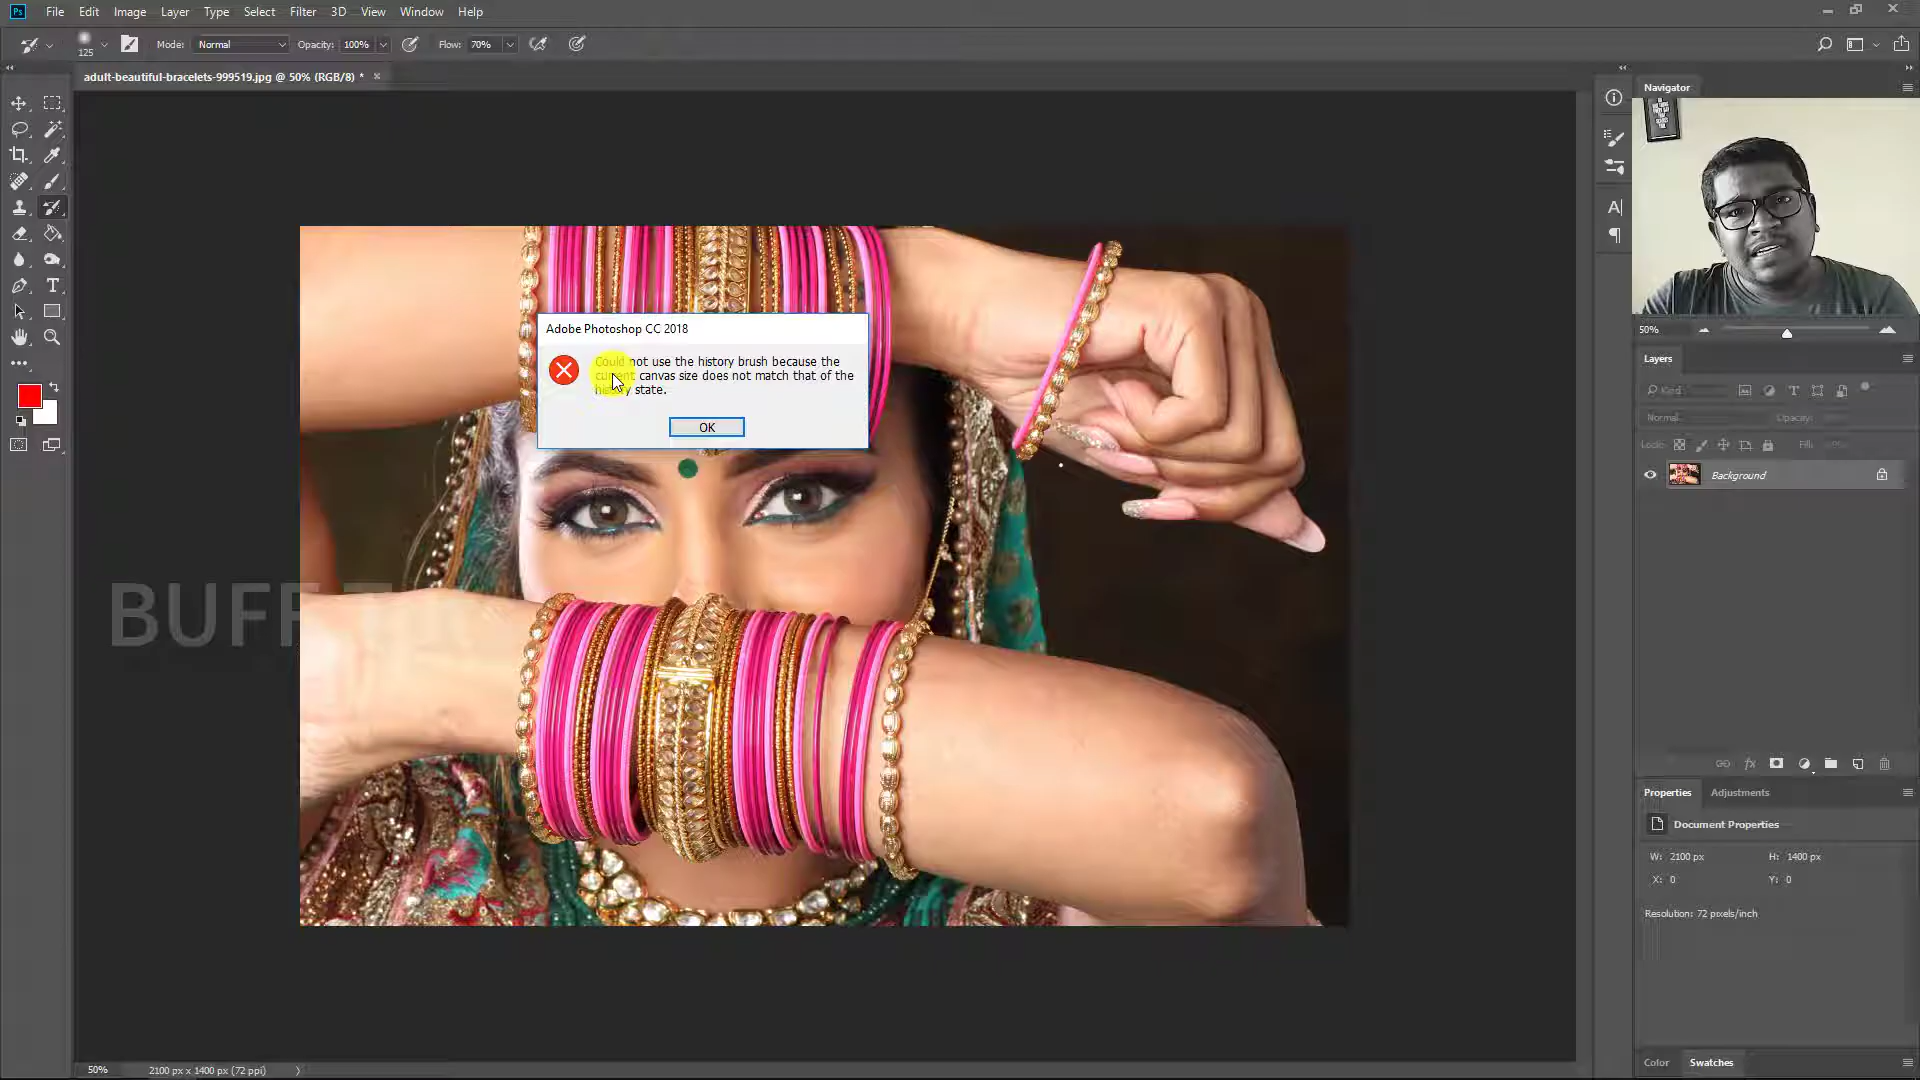 Ps File Edit Image Layer Type Select Filter 3D View Window Help
125 Mode: Normal Opacity: 100% Flow: 70%
adult-beautiful-bracelets-999519.jpg @ 50% (RGB/8) *
Navigator
50%
Layers
Kind
Normal Opacity:
Lock: Fill:
Background
Adobe Photoshop CC 2018
Could not use the history brush because the
current canvas size does not match that of the
history state.
OK
BUFF
Properties Adjustments
Document Properties
W: 2100 px H: 1400 px
X: 0 Y: 0
Resolution: 72 pixels/inch
Color Swatches
50% 2100 px x 1400 px (72 ppi)